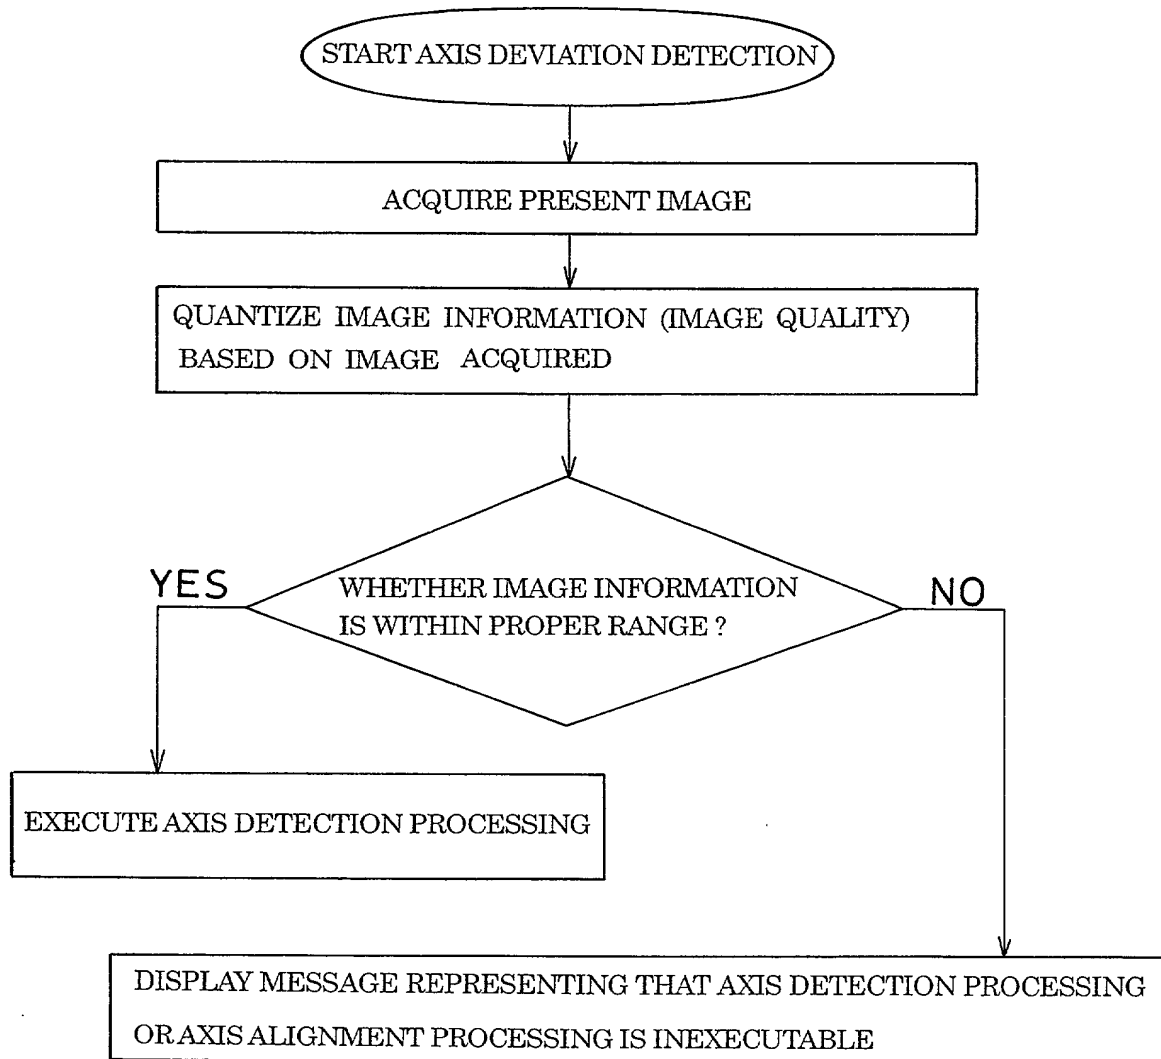 START AXIS DEVIATION DETECTION
ACQUIRE PRESENT IMAGE
QUANTIZE IMAGE INFORMATION (IMAGE QUALITY)
BASED ON IMAGE ACQUIRED
WHETHER IMAGE INFORMATION
IS WITHIN PROPER RANGE ?
YES
NO
EXECUTE AXIS DETECTION PROCESSING
DISPLAY MESSAGE REPRESENTING THAT AXIS DETECTION PROCESSING
OR AXIS ALIGNMENT PROCESSING IS INEXECUTABLE